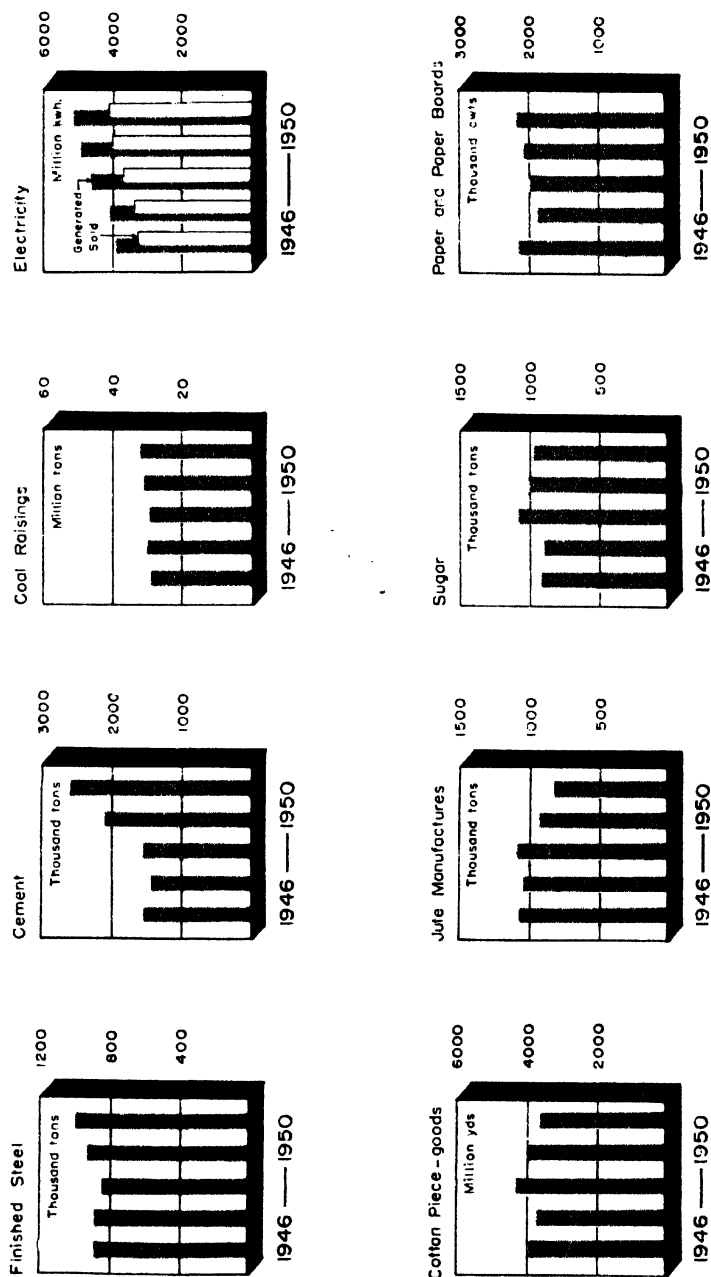 Finished Steel
Thousand tons
1200
800
400
1946 — 1950
Cement
Thousand tons
3000
2000
1000
1946 — 1950
Coal Raisings
Million tons
60
40
20
1946 — 1950
Electricity
Million kwh.
Generated
Sold
6000
4000
2000
1946 — 1950
Cotton Piece-goods
Million yds
6000
4000
2000
1946 — 1950
Jute Manufactures
Thousand tons
1500
1000
500
1946 — 1950
Sugar
Thousand tons
1500
1000
500
1946 — 1950
Paper and Paper Boards
Thousand cwts
3000
2000
1000
1946 — 1950